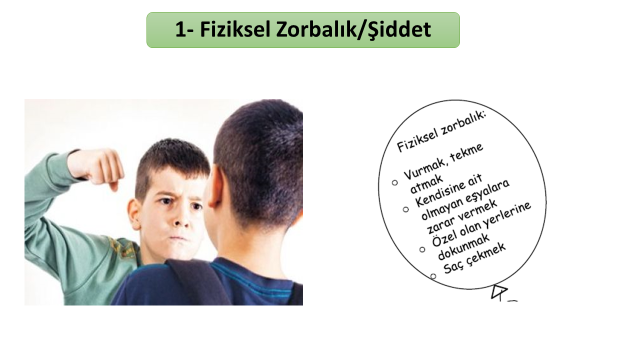 1- Fiziksel Zorbalık/Şiddet
Fiziksel zorbalık:
○ Vurmak, tekme
atmak
○ Kendisine ait
olmayan eşyalara
zarar vermek
○ Özel olan yerlerine
dokunmak
○ Saç çekmek